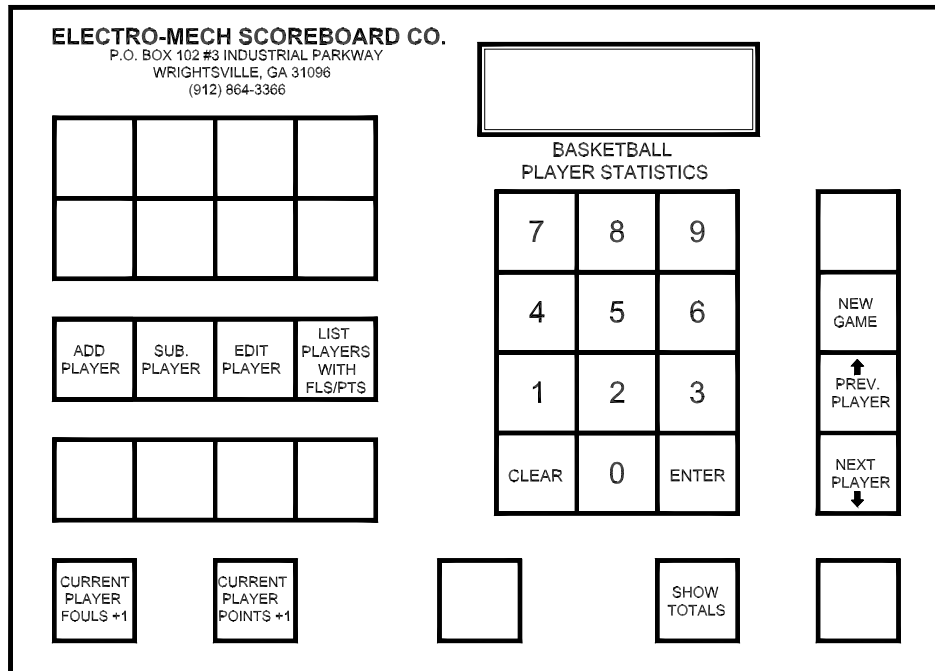 ELECTRO-MECH SCOREBOARD CO.
P.O. BOX 102 #3 INDUSTRIAL PARKWAY
WRIGHTSVILLE, GA 31096
(912) 864-3366
BASKETBALL
PLAYER STATISTICS
7 8 9
NEW
GAME
4 5 6
ADD
PLAYER
SUB.
PLAYER
EDIT
PLAYER
LIST
PLAYERS
WITH
FLS/PTS
1 2 3
PREV.
PLAYER
CLEAR 0 ENTER
NEXT
PLAYER
CURRENT
PLAYER
FOULS +1
CURRENT
PLAYER
POINTS +1
SHOW
TOTALS